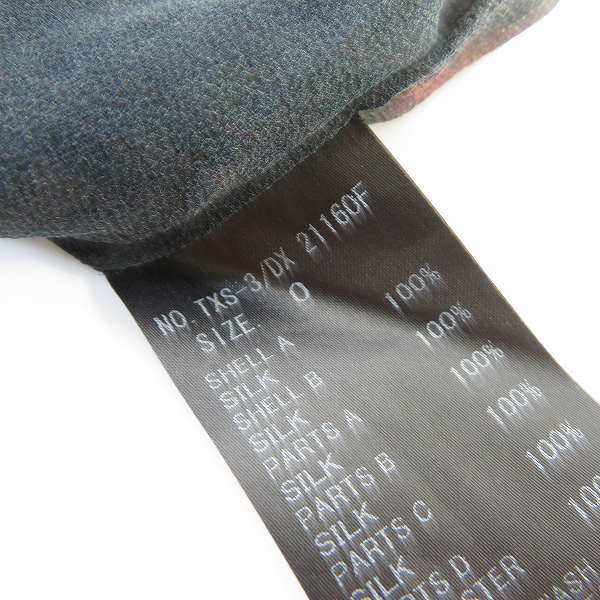 NO. TXS-3/DX 21160F
SIZE. 0
SHELL A
SILK 100%
SHELL B
SILK 100%
PARTS A
SILK 100%
PARTS B
SILK 100%
PARTS C
SILK 100%
PARTS D